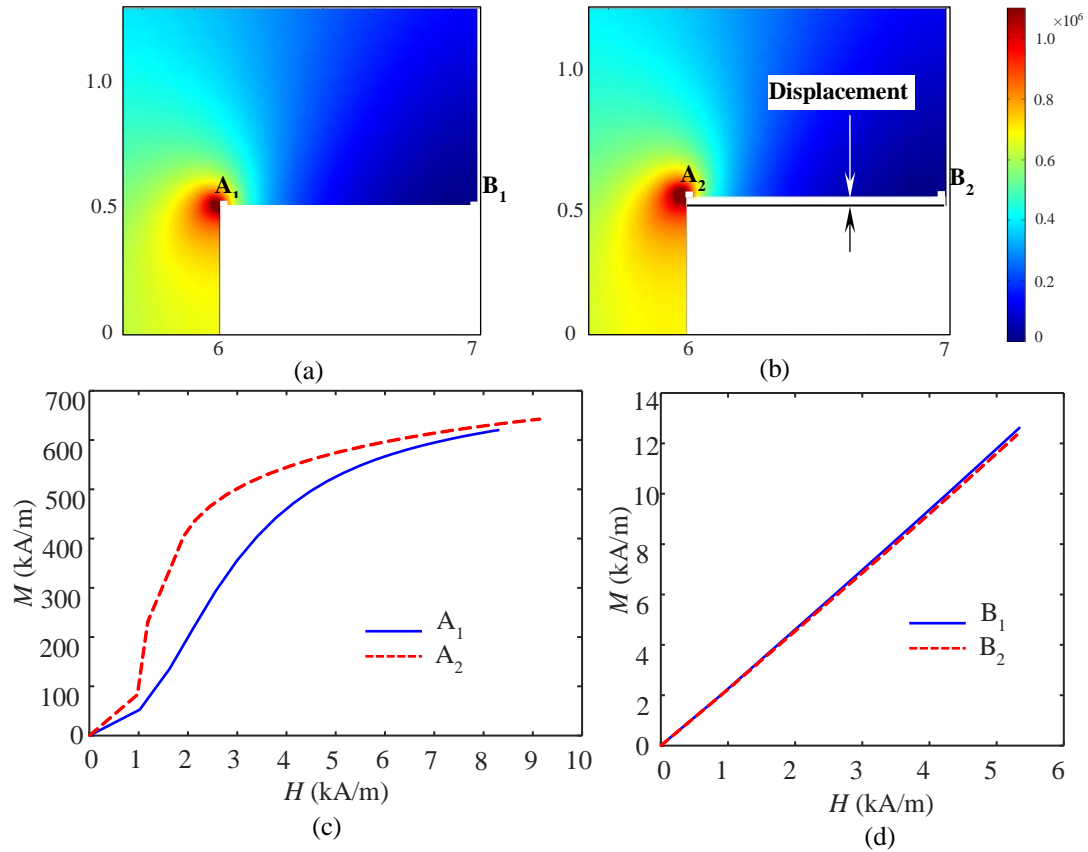 ×10⁶
1.0
0.8
0.6
0.4
0.2
0
1.0
0.5
0
A₁
B₁
6
7
(a)
1.0
0.5
0
Displacement
A₂
B₂
6
7
(b)
700
600
500
400
300
200
100
0
M (kA/m)
A₁
A₂
0 1 2 3 4 5 6 7 8 9 10
H (kA/m)
(c)
14
12
10
8
6
4
2
0
M (kA/m)
B₁
B₂
0 1 2 3 4 5 6
H (kA/m)
(d)